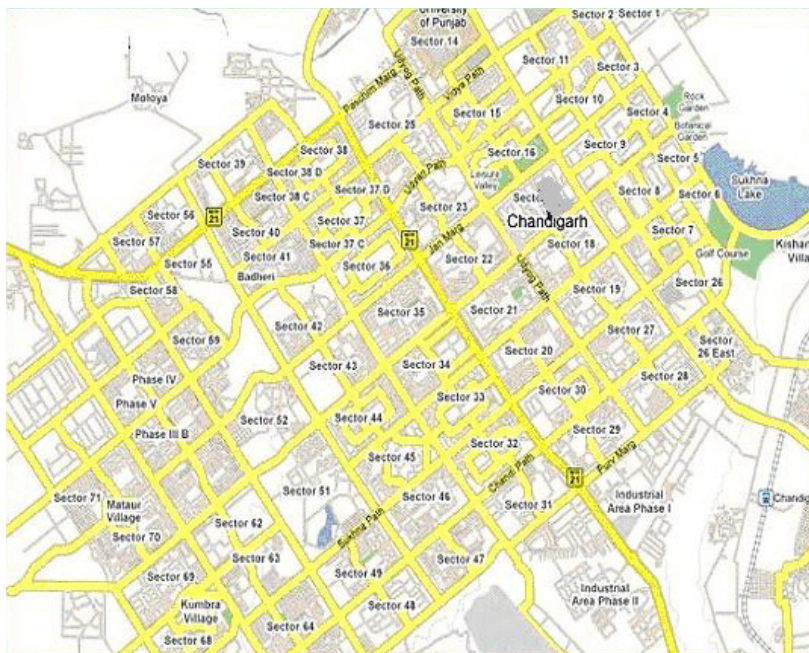 University
of Punjab
Sector 14
Sector 2
Sector 1
Sector 11
Sector 3
Moloya
Paschim Marg
Udyog Path
Vidya Path
Sector 10
Rock
Garden
Sector 15
Sector 4
Sector 25
Botanical
Garden
Sector 38
Sector 16
Sector 9
Sector 5
Sector 39
Sector 38 D
Udyan Path
Leisure
Valley
Sukhna
Lake
Sector 38 C
Sector 37 D
Sector 8
Sector 6
Sector 56
21
Sector 37
Sector 23
Chandigarh
Sector 57
Sector 40
21
Jan Marg
Sector 7
Sector 41
Sector 37 C
Sector 18
Kishan
Villa
Sector 55
Sector 36
Sector 22
Udyog Path
Golf Course
Badheri
Sector 58
Sector 19
Sector 26
Sector 35
Sector 21
Sector 42
Sector 27
Sector 59
Sector
26 East
Sector 20
Sector 43
Sector 34
Phase IV
Sector 28
Sector 30
Phase V
Sector 33
Sector 52
Sector 44
Phase III B
Sector 29
Sector 32
Sector 45
Chandi Path
Purv Marg
21
Sector 71
Sector 51
Sector 46
Industrial
Area Phase I
Chandig
Mataur
Village
Sector 31
Sector 62
Sukhna Path
Sector 70
Sector 63
Sector 47
Sector 69
Sector 49
Industrial
Area Phase II
Kumbra
Village
Sector 48
Sector 64
Sector 68